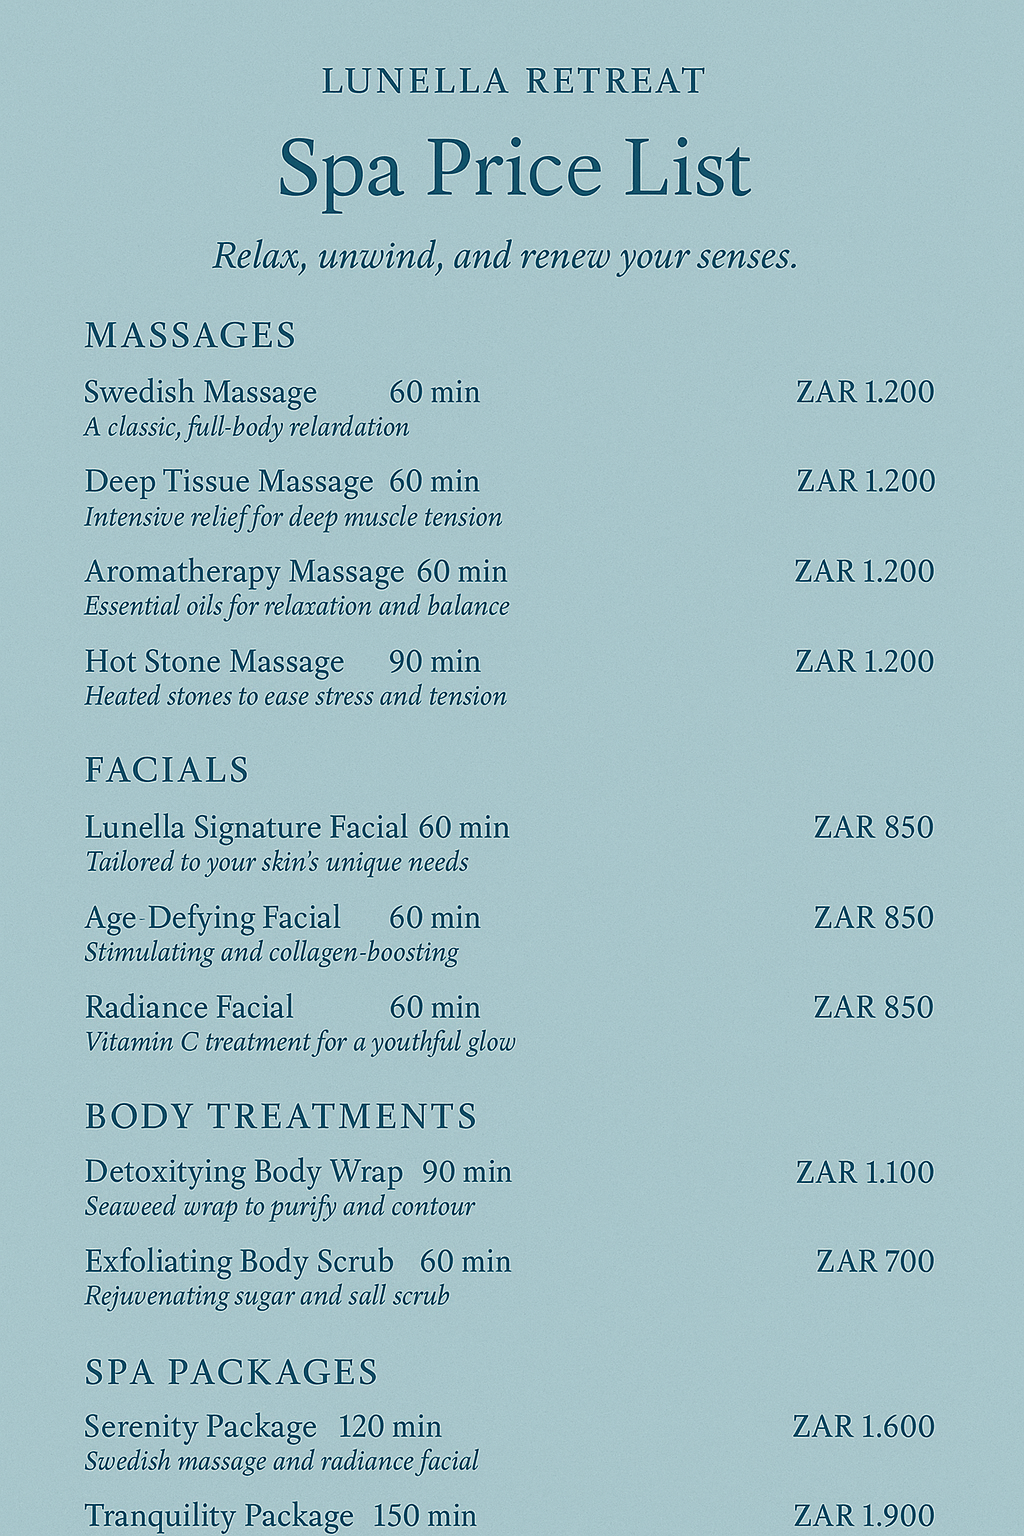 LUNELLA RETREAT
Spa Price List
Relax, unwind, and renew your senses.
MASSAGES
Swedish Massage 60 min ZAR 1.200
A classic, full-body relardation
Deep Tissue Massage 60 min ZAR 1.200
Intensive relief for deep muscle tension
Aromatherapy Massage 60 min ZAR 1.200
Essential oils for relaxation and balance
Hot Stone Massage 90 min ZAR 1.200
Heated stones to ease stress and tension
FACIALS
Lunella Signature Facial 60 min ZAR 850
Tailored to your skin's unique needs
Age-Defying Facial 60 min ZAR 850
Stimulating and collagen-boosting
Radiance Facial 60 min ZAR 850
Vitamin C treatment for a youthful glow
BODY TREATMENTS
Detoxitying Body Wrap 90 min ZAR 1.100
Seaweed wrap to purify and contour
Exfoliating Body Scrub 60 min ZAR 700
Rejuvenating sugar and sall scrub
SPA PACKAGES
Serenity Package 120 min ZAR 1.600
Swedish massage and radiance facial
Tranquility Package 150 min ZAR 1.900